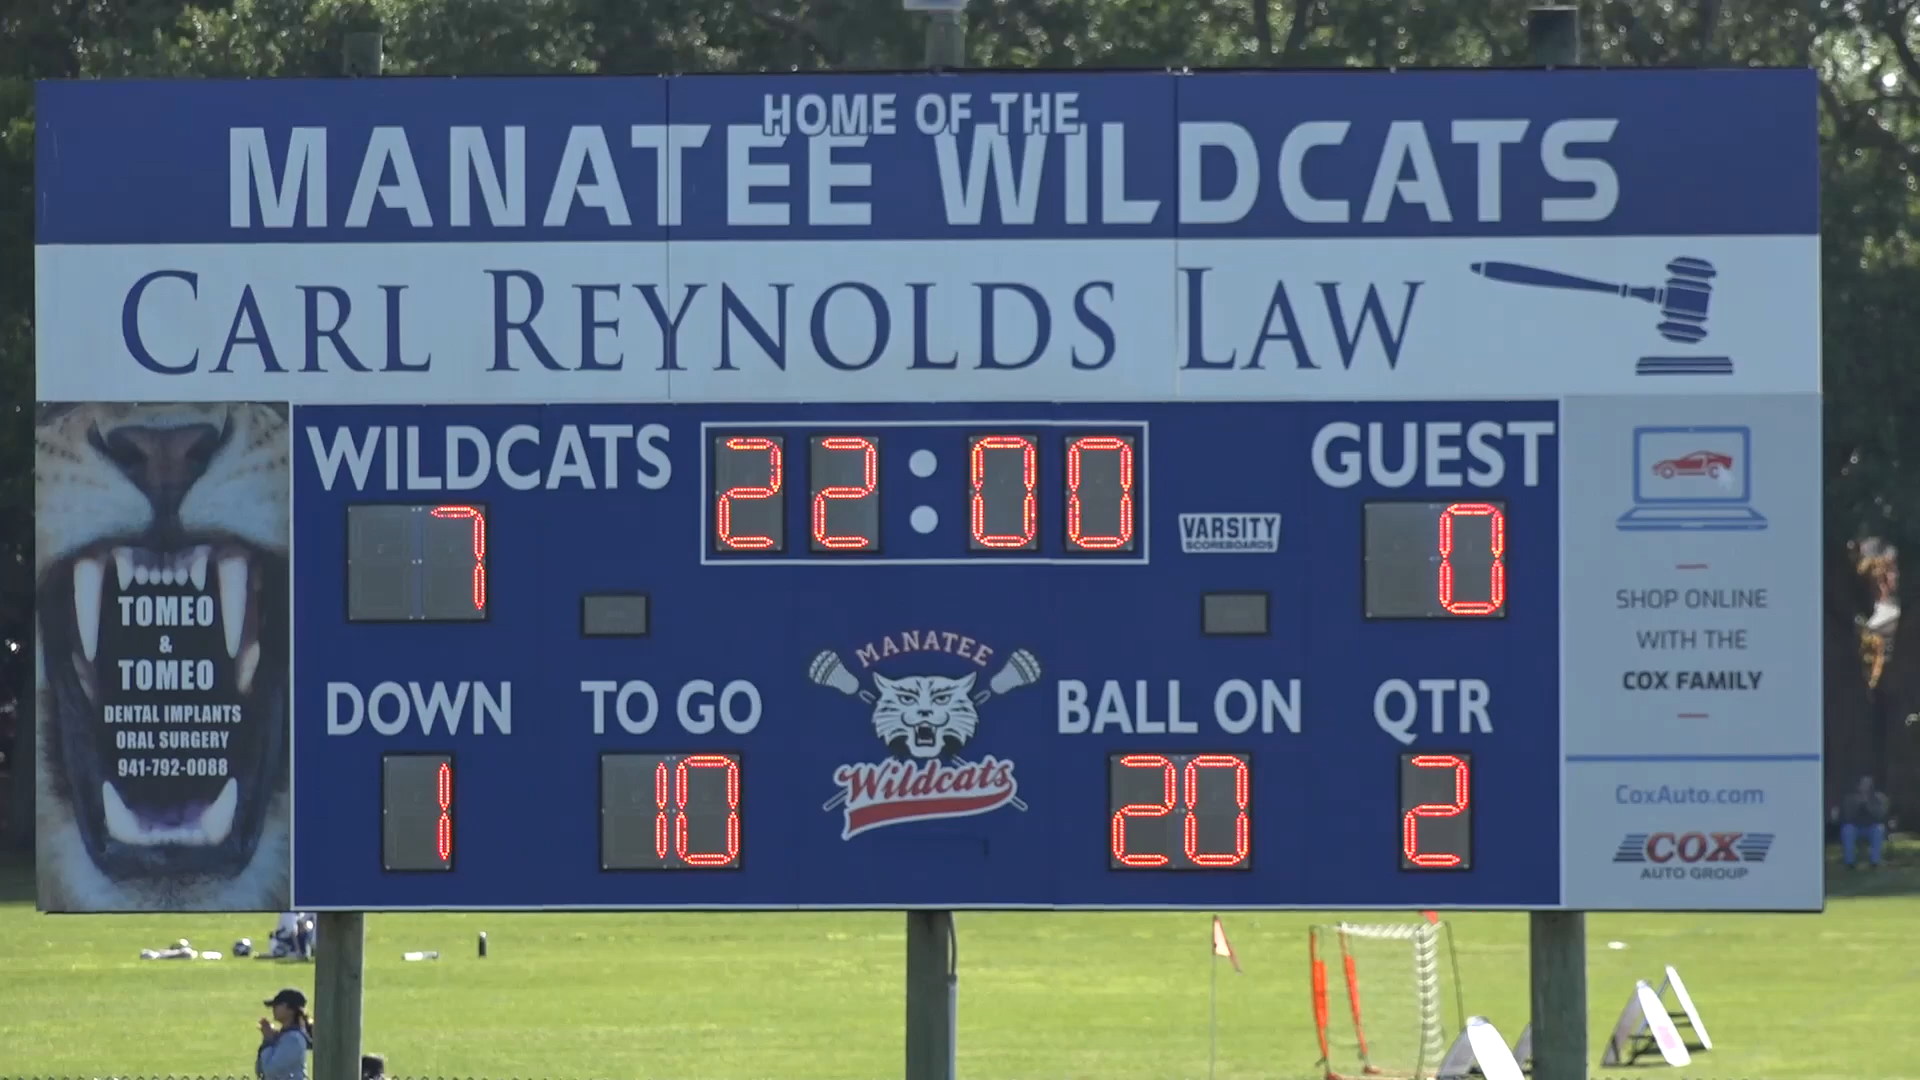 HOME OF THE
MANATEE WILDCATS
CARL REYNOLDS LAW
WILDCATS
22:00
GUEST
7
0
VARSITY
SCOREBOARDS
TOMEO
&
TOMEO
DENTAL IMPLANTS
ORAL SURGERY
941-792-0088
MANATEE
Wildcats
DOWN
TO GO
BALL ON
QTR
1
10
20
2
SHOP ONLINE
WITH THE
COX FAMILY
CoxAuto.com
COX
AUTO GROUP